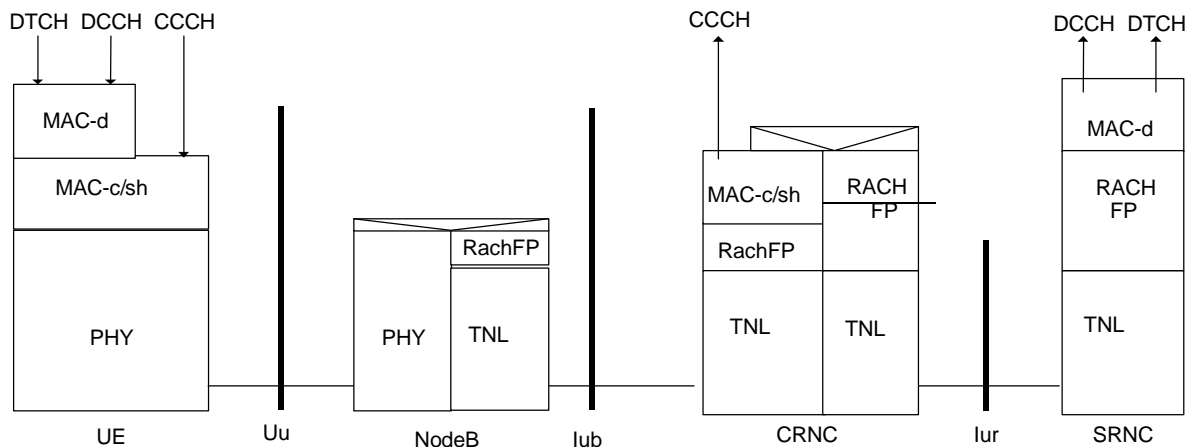 DTCH DCCH CCCH
CCCH
DCCH DTCH
MAC-d
MAC-d
MAC-c/sh
MAC-c/sh
RACH
FP
RACH
FP
RachFP
RachFP
PHY
PHY
TNL
TNL
TNL
TNL
UE
Uu
NodeB
Iub
CRNC
Iur
SRNC